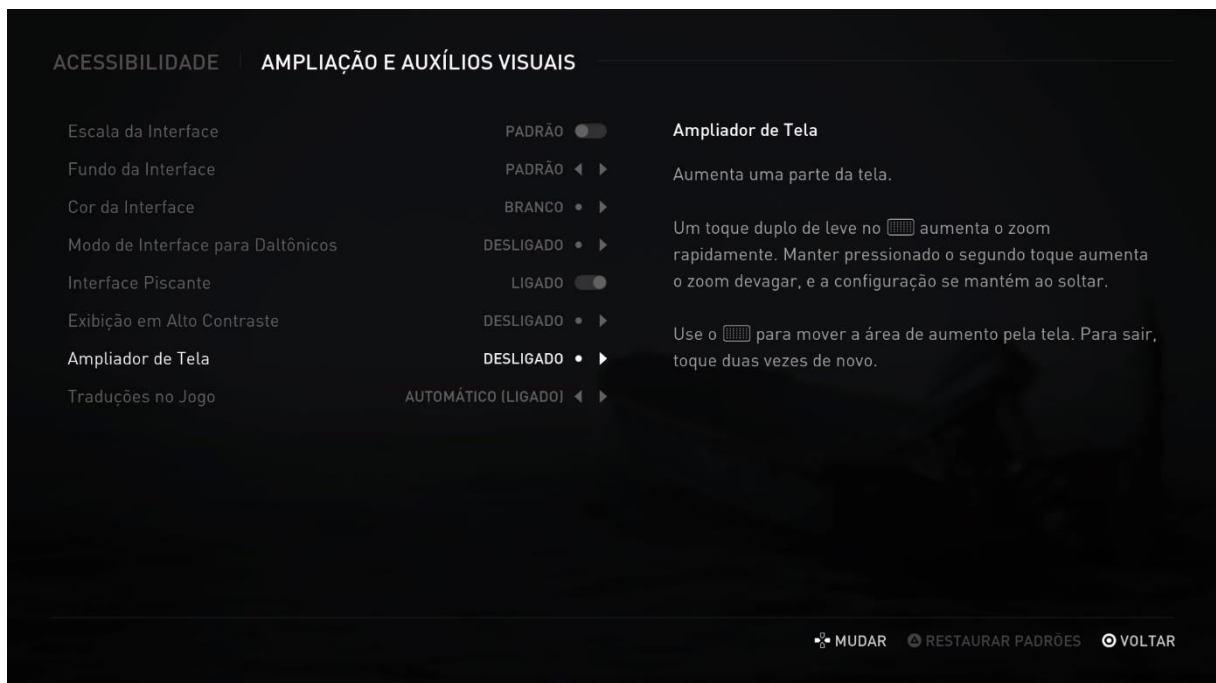 ACESSIBILIDADE AMPLIAÇÃO E AUXÍLIOS VISUAIS
Escala da Interface PADRÃO
Fundo da Interface PADRÃO
Cor da Interface BRANCO
Modo de Interface para Daltônicos DESLIGADO
Interface Piscante LIGADO
Exibição em Alto Contraste DESLIGADO
Ampliador de Tela DESLIGADO
Traduções no Jogo AUTOMÁTICO (LIGADO)
Ampliador de Tela
Aumenta uma parte da tela.
Um toque duplo de leve no aumenta o zoom
rapidamente. Manter pressionado o segundo toque aumenta
o zoom devagar, e a configuração se mantém ao soltar.
Use o para mover a área de aumento pela tela. Para sair,
toque duas vezes de novo.
MUDAR RESTAURAR PADRÕES VOLTAR